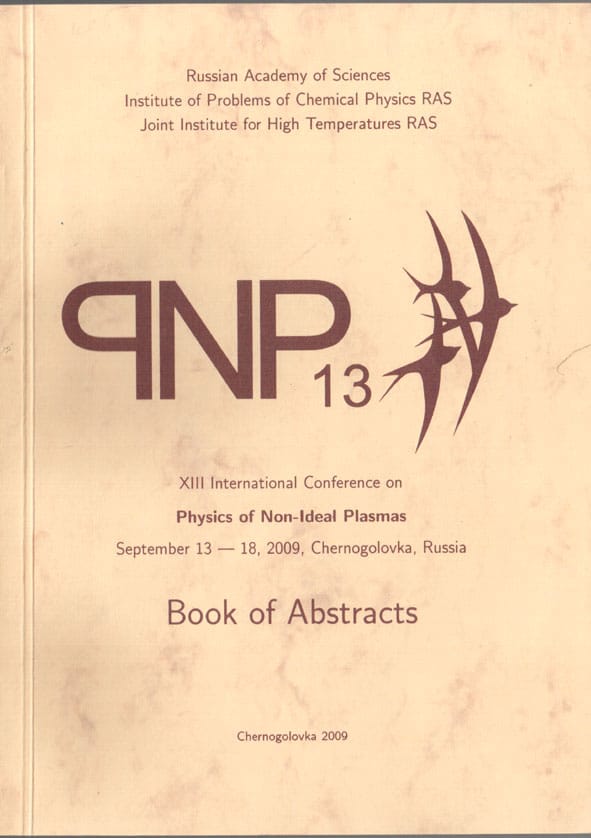 Russian Academy of Sciences
Institute of Problems of Chemical Physics RAS
Joint Institute for High Temperatures RAS
PNP
13
XIII International Conference on
Physics of Non-Ideal Plasmas
September 13 — 18, 2009, Chernogolovka, Russia
Book of Abstracts
Chernogolovka 2009